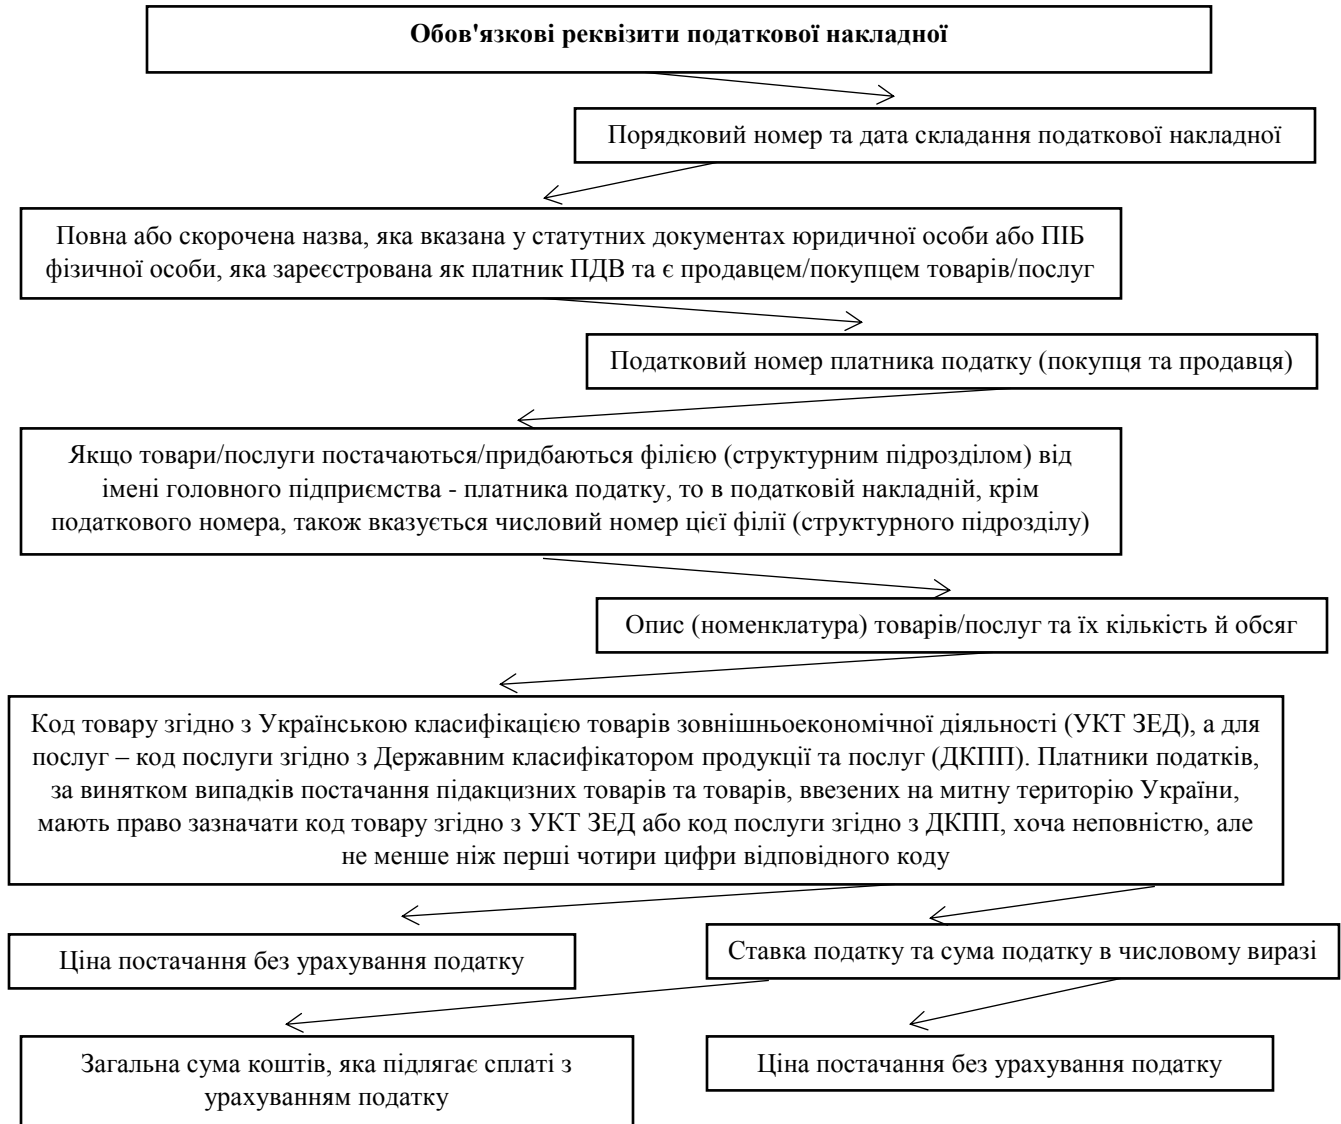 Обов'язкові реквізити податкової накладної
Порядковий номер та дата складання податкової накладної
Повна або скорочена назва, яка вказана у статутних документах юридичної особи або ПІБ
фізичної особи, яка зареєстрована як платник ПДВ та є продавцем/покупцем товарів/послуг
Податковий номер платника податку (покупця та продавця)
Якщо товари/послуги постачаються/придбаються філією (структурним підрозділом) від
імені головного підприємства - платника податку, то в податковій накладній, крім
податкового номера, також вказується числовий номер цієї філії (структурного підрозділу)
Опис (номенклатура) товарів/послуг та їх кількість й обсяг
Код товару згідно з Українською класифікацією товарів зовнішньоекономічної діяльності (УКТ ЗЕД), а для
послуг – код послуги згідно з Державним класифікатором продукції та послуг (ДКПП). Платники податків,
за винятком випадків постачання підакцизних товарів та товарів, ввезених на митну територію України,
мають право зазначати код товару згідно з УКТ ЗЕД або код послуги згідно з ДКПП, хоча неповністю, але
не менше ніж перші чотири цифри відповідного коду
Ціна постачання без урахування податку
Ставка податку та сума податку в числовому виразі
Загальна сума коштів, яка підлягає сплаті з
урахуванням податку
Ціна постачання без урахування податку